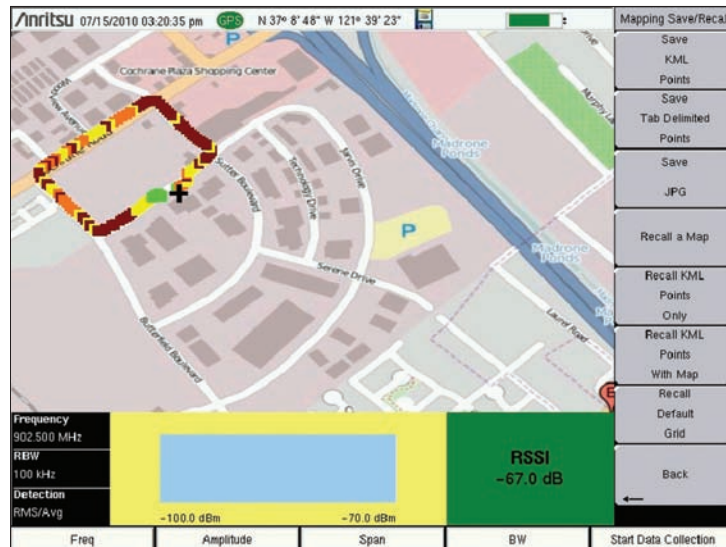 Anritsu 07/15/2010 03:20:35 pm GPS N 37° 8' 48" W 121° 39' 23"
Mapping Save/Recal
Save
KML
Points
Save
Tab Delimited
Points
Save
JPG
Recall a Map
Recall KML
Points
Only
Recall KML
Points
With Map
Recall
Default
Grid
Back
P
Cochrane Plaza Shopping Center
Sutter Boulevard
Technology Drive
Jarvis Drive
Madrone
Ponds
P
Serene Drive
Madrone
Ponds
Laurel Road
Butterfield Boulevard
Frequency
902.500 MHz
RBW
100 kHz
Detection
RMS/Avg
-100.0 dBm
-70.0 dBm
RSSI
-67.0 dB
Freq
Amplitude
Span
BW
Start Data Collection